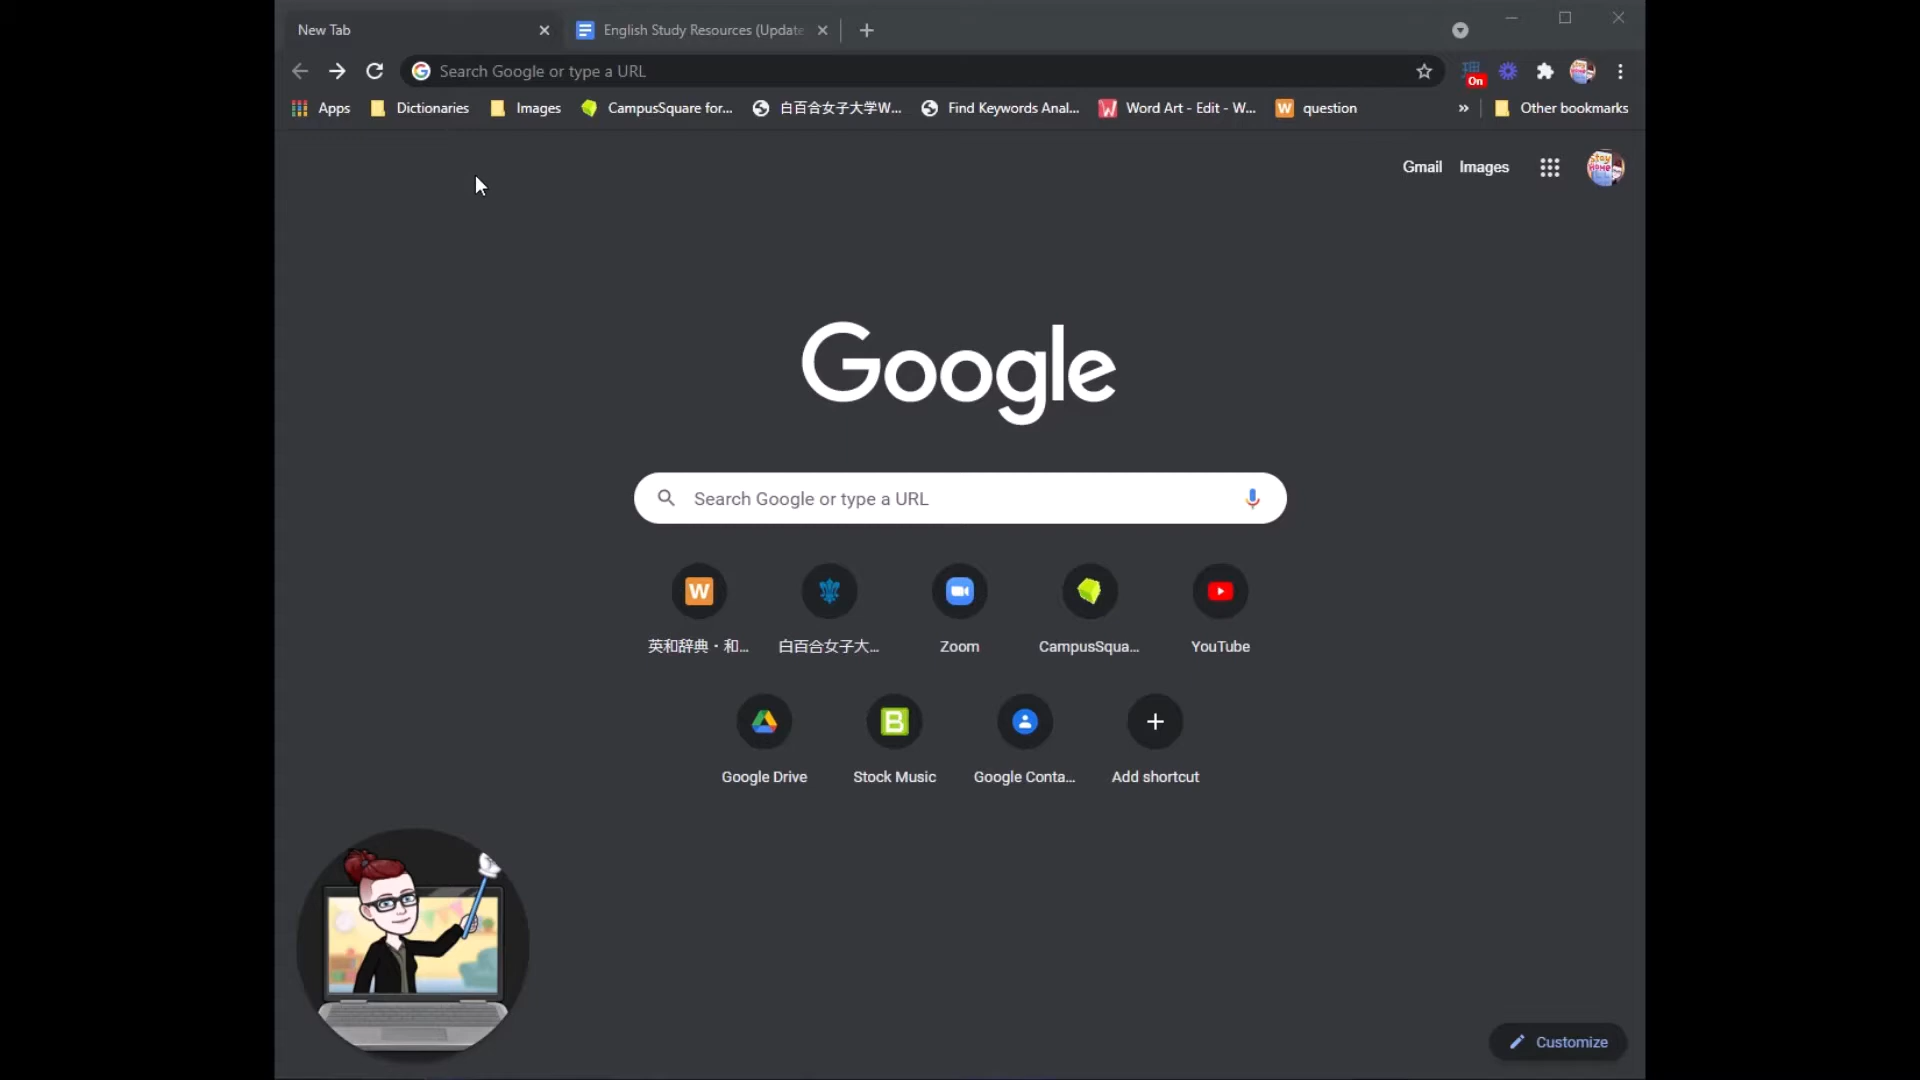 New Tab
English Study Resources (Update
Search Google or type a URL
On
Apps
Dictionaries
Images
CampusSquare for...
白百合女子大学W...
Find Keywords Anal...
Word Art - Edit - W...
question
»
Other bookmarks
Gmail
Images
Google
Search Google or type a URL
英和辞典・和...
白百合女子大...
Zoom
CampusSqua...
YouTube
Google Drive
Stock Music
Google Conta...
Add shortcut
Customize